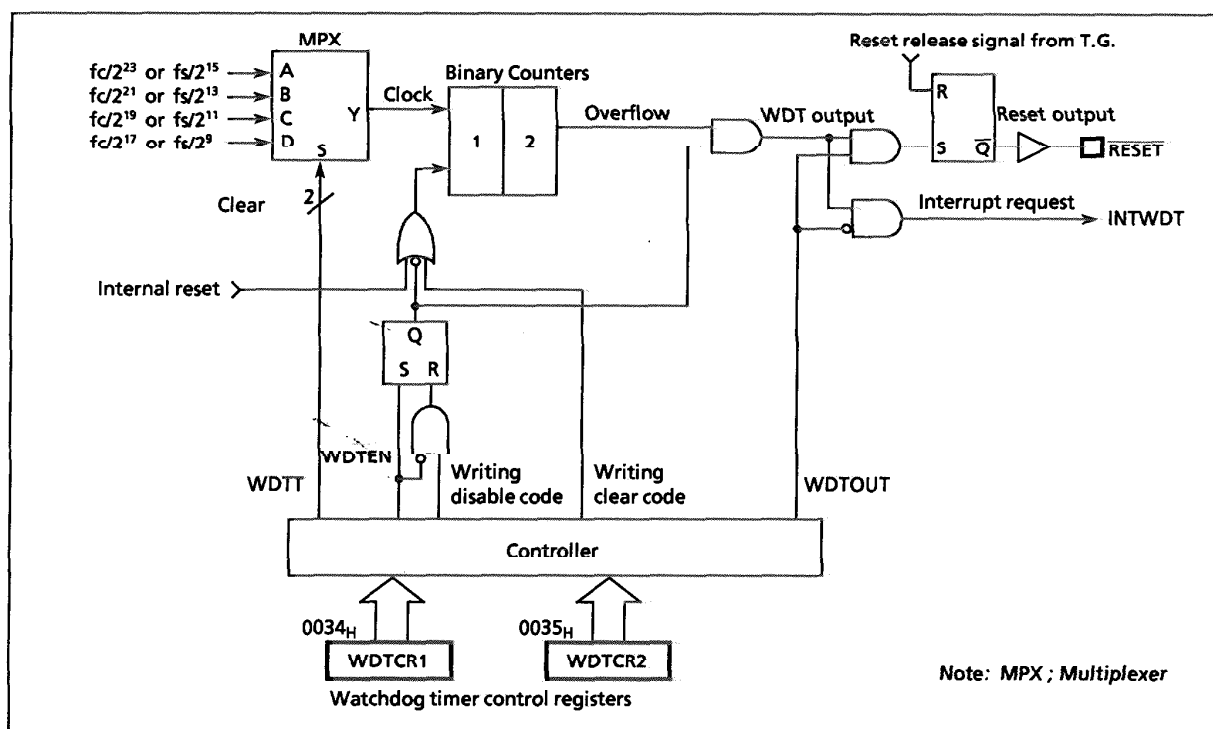 MPX
Reset release signal from T.G.
fc/2²³ or fs/2¹⁵
A
fc/2²¹ or fs/2¹³
B
fc/2¹⁹ or fs/2¹¹
C
fc/2¹⁷ or fs/2⁹
D
Y
S
Clock
Binary Counters
1 2
Overflow
WDT output
R
S Q̅
Reset output
R̅E̅S̅E̅T̅
2
Clear
Interrupt request
INTWDT
Internal reset
Q
S R
WDTEN
WDTT
Writing
disable code
Writing
clear code
WDTOUT
Controller
0034H
0035H
WDTCR1
WDTCR2
Watchdog timer control registers
Note: MPX ; Multiplexer